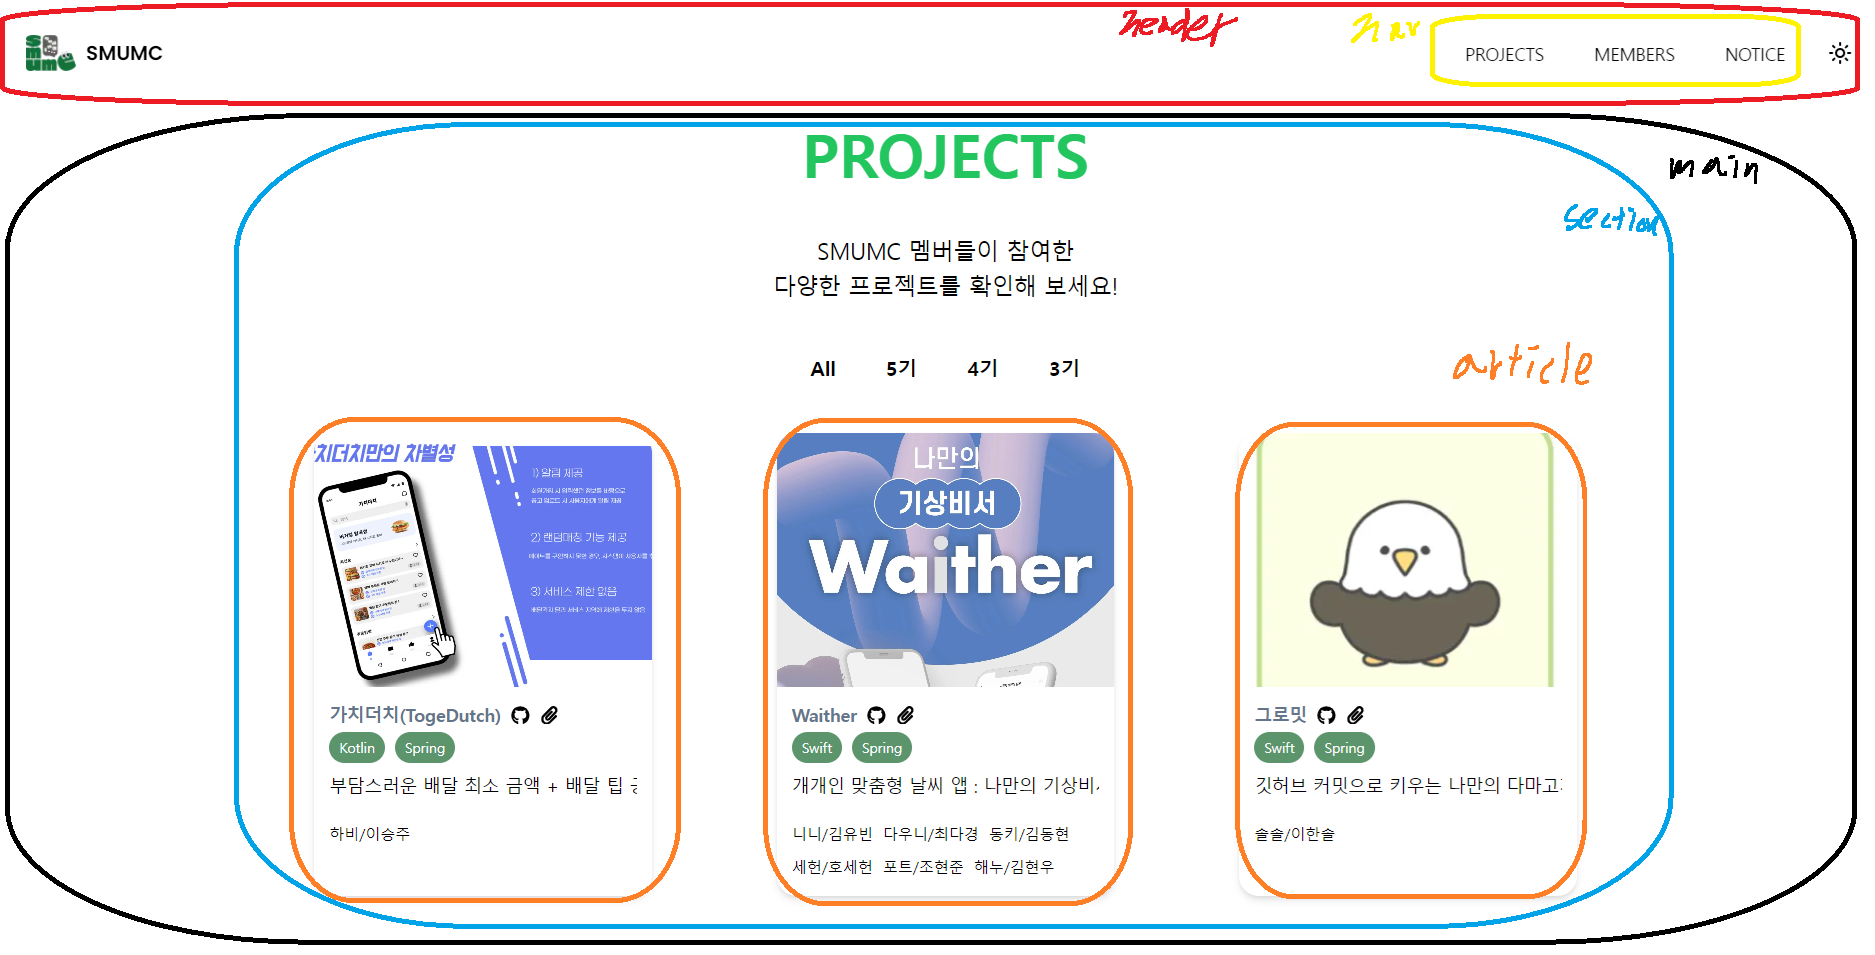 header
nav
smumc SMUMC
PROJECTS MEMBERS NOTICE
main
section
PROJECTS
SMUMC 멤버들이 참여한
다양한 프로젝트를 확인해 보세요!
All 5기 4기 3기
article
치더치만의 차별성
1) 알림 제공
2) 랜덤매칭 기능 제공
3) 서비스 제한 없음
가치더치(TogeDutch)
Kotlin Spring
부담스러운 배달 최소 금액 + 배달 팁
하비/이승주
나만의
기상비서
Waither
Waither
Swift Spring
개개인 맞춤형 날씨 앱 : 나만의 기상비
니니/김유빈 다우니/최다경 동키/김동현
세헌/호세헌 포트/조현준 해누/김현우
그로밋
Swift Spring
깃허브 커밋으로 키우는 나만의 다마고
솔솔/이한솔